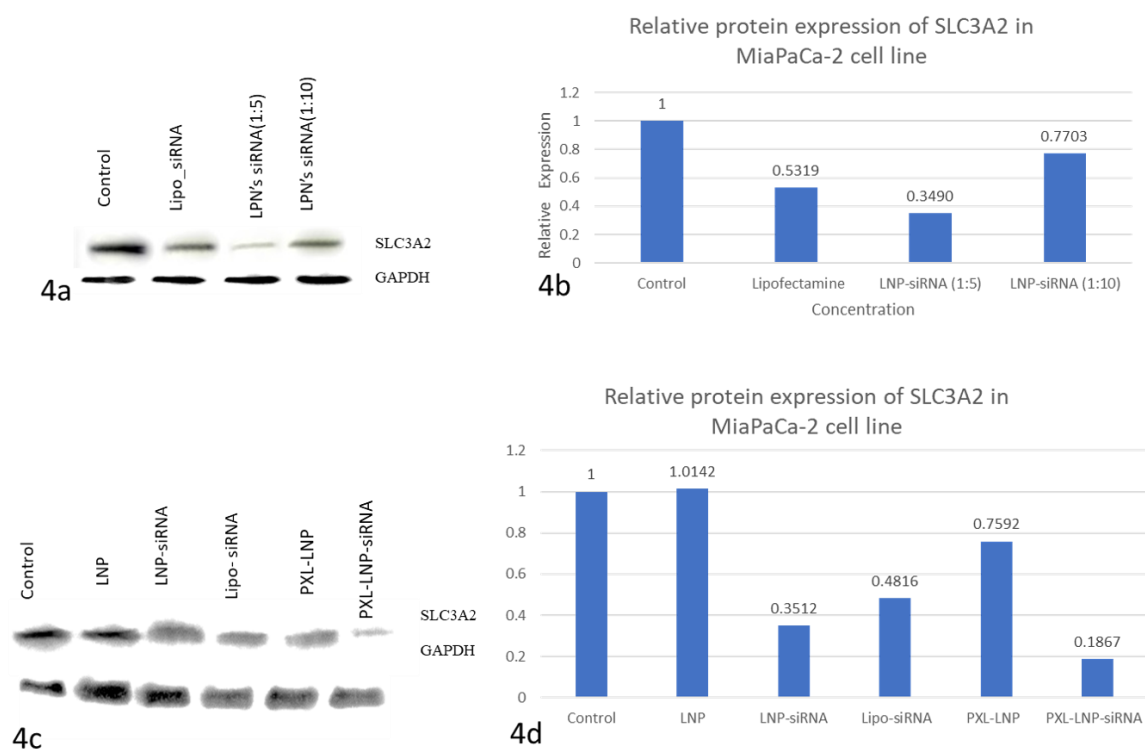 Control
Lipo_siRNA
LPN's siRNA(1:5)
LPN's siRNA(1:10)
SLC3A2
GAPDH
4a
Relative protein expression of SLC3A2 in
MiaPaCa-2 cell line
Relative Expression
1.2
1
0.8
0.6
0.4
0.2
0
1
0.5319
0.3490
0.7703
Control
Lipofectamine
LNP-siRNA (1:5)
LNP-siRNA (1:10)
Concentration
4b
Control
LNP
LNP-siRNA
Lipo- siRNA
PXL-LNP
PXL-LNP-siRNA
SLC3A2
GAPDH
4c
Relative protein expression of SLC3A2 in
MiaPaCa-2 cell line
1.2
1
0.8
0.6
0.4
0.2
0
1
1.0142
0.3512
0.4816
0.7592
0.1867
Control
LNP
LNP-siRNA
Lipo-siRNA
PXL-LNP
PXL-LNP-siRNA
4d